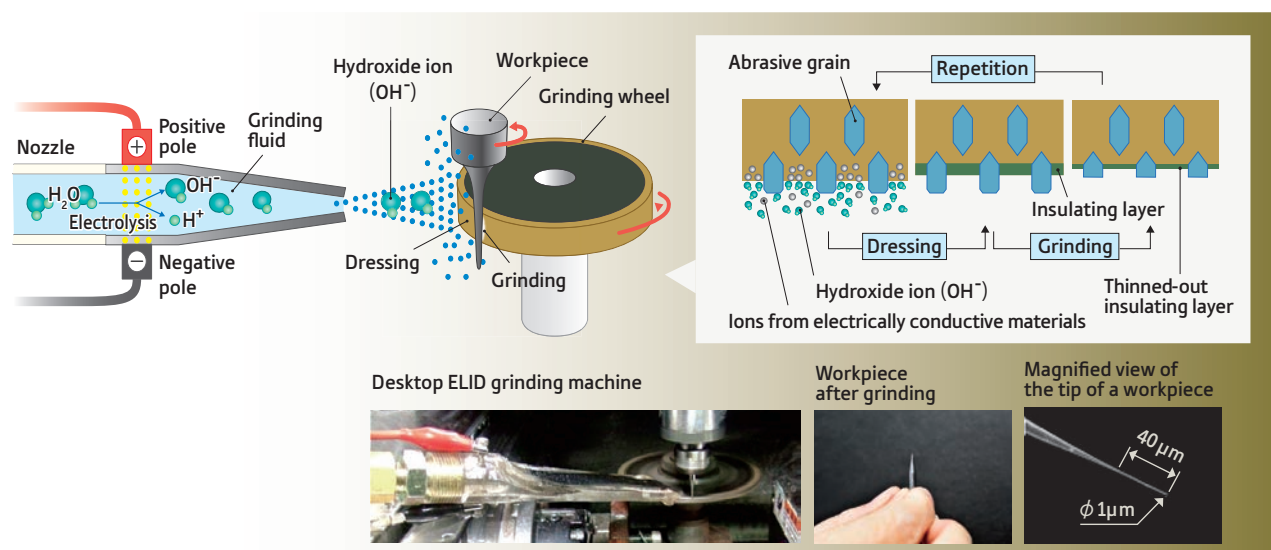 Nozzle
Positive
pole
+
Grinding
fluid
H₂O
OH⁻
Electrolysis
H⁺
−
Negative
pole
Hydroxide ion
(OH⁻)
Workpiece
Grinding wheel
Dressing
Grinding
Abrasive grain
Repetition
Insulating layer
Dressing
Grinding
Hydroxide ion (OH⁻)
Thinned-out
insulating layer
Ions from electrically conductive materials
Desktop ELID grinding machine
Workpiece
after grinding
Magnified view of
the tip of a workpiece
40μm
ϕ1μm